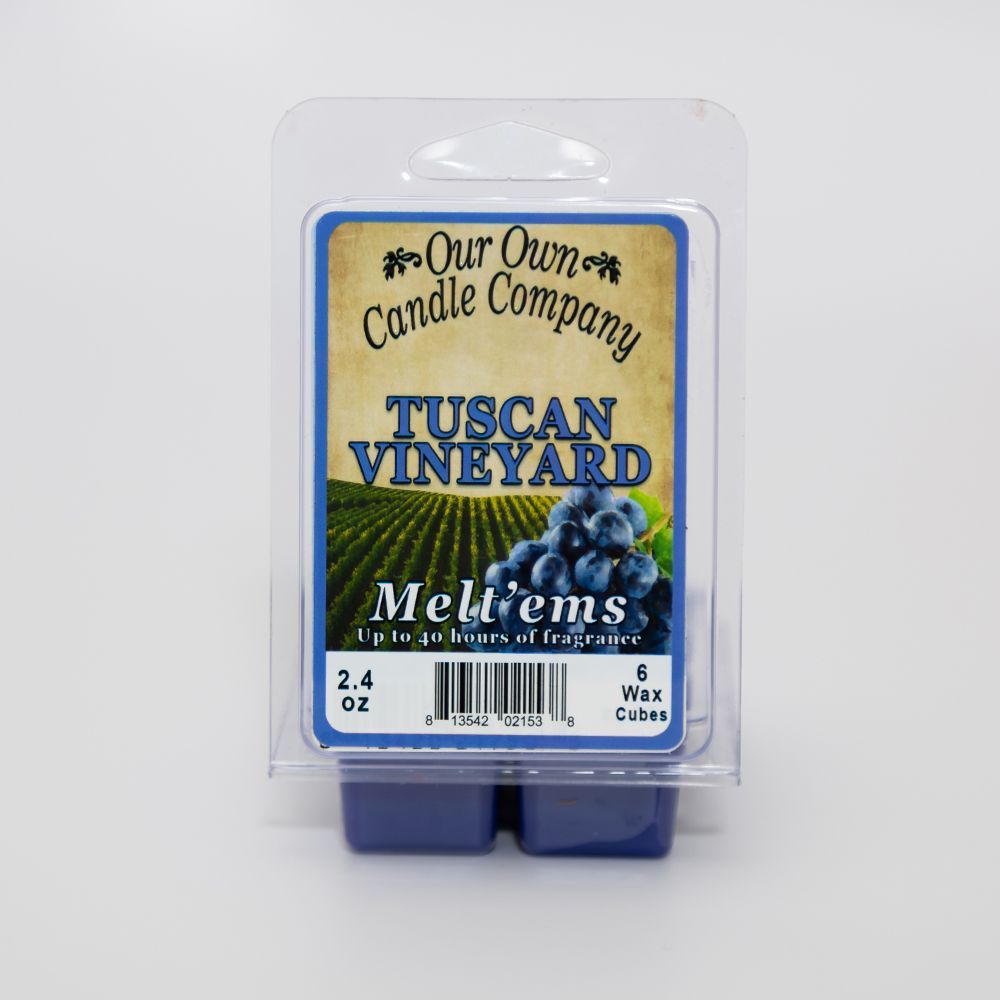 Our Own
Candle Company
TUSCAN
VINEYARD
Melt'ems
Up to 40 hours of fragrance
2.4
oz
8 13542 02153 8
6
Wax
Cubes